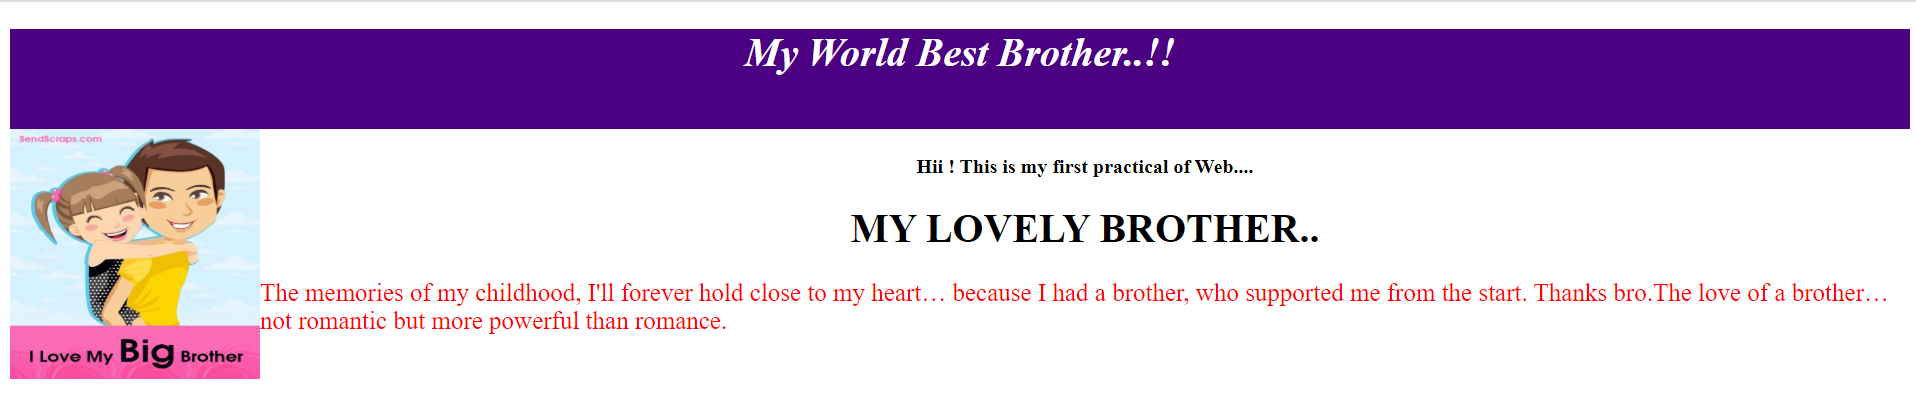 My World Best Brother..!!
SendScraps.com
Hii ! This is my first practical of Web....
MY LOVELY BROTHER..
The memories of my childhood, I'll forever hold close to my heart… because I had a brother, who supported me from the start. Thanks bro.The love of a brother…
not romantic but more powerful than romance.
I Love My Big Brother